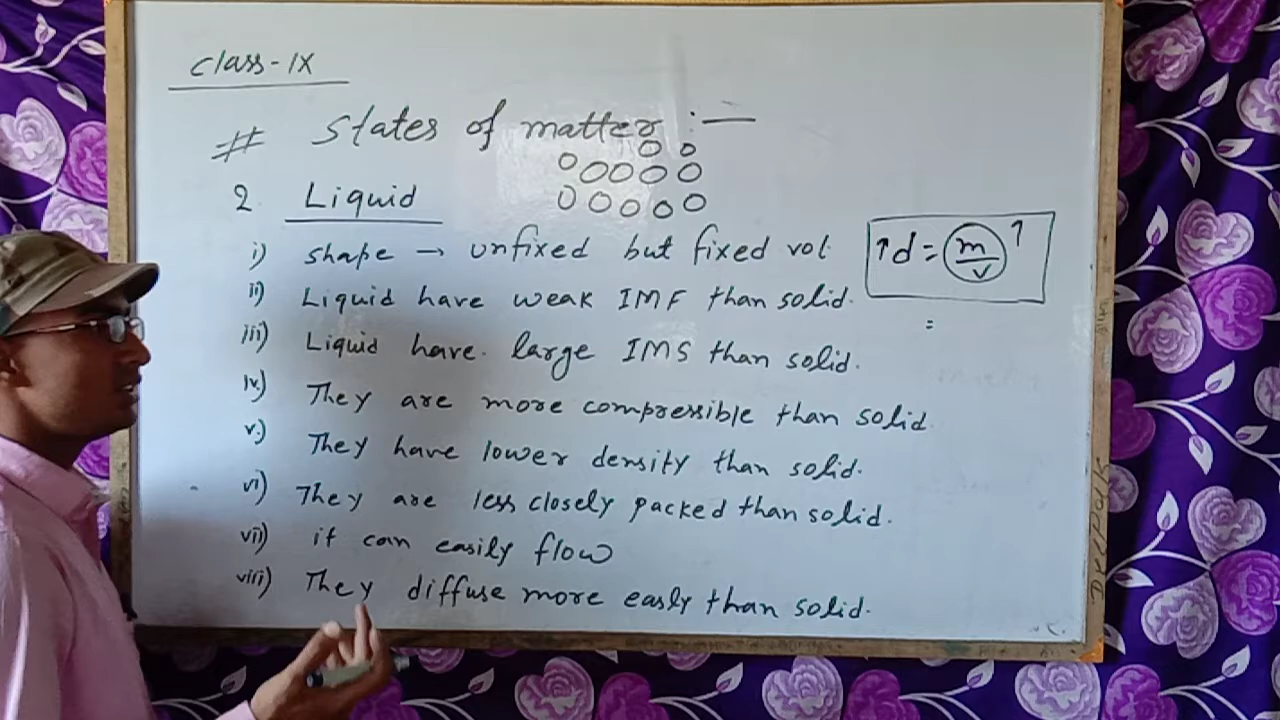 class-IX
# States of matter :—
2. Liquid
i) shape → unfixed but fixed vol.
↑d = m/v ↑
ii) Liquid have weak IMF than solid.
=
iii) Liquid have. large IMS than solid.
iv.) They are more compressible than solid.
v.) They have lower density than solid.
vi) They are less closely packed than solid.
vii) it can easily flow
viii) They diffuse more easly than solid.